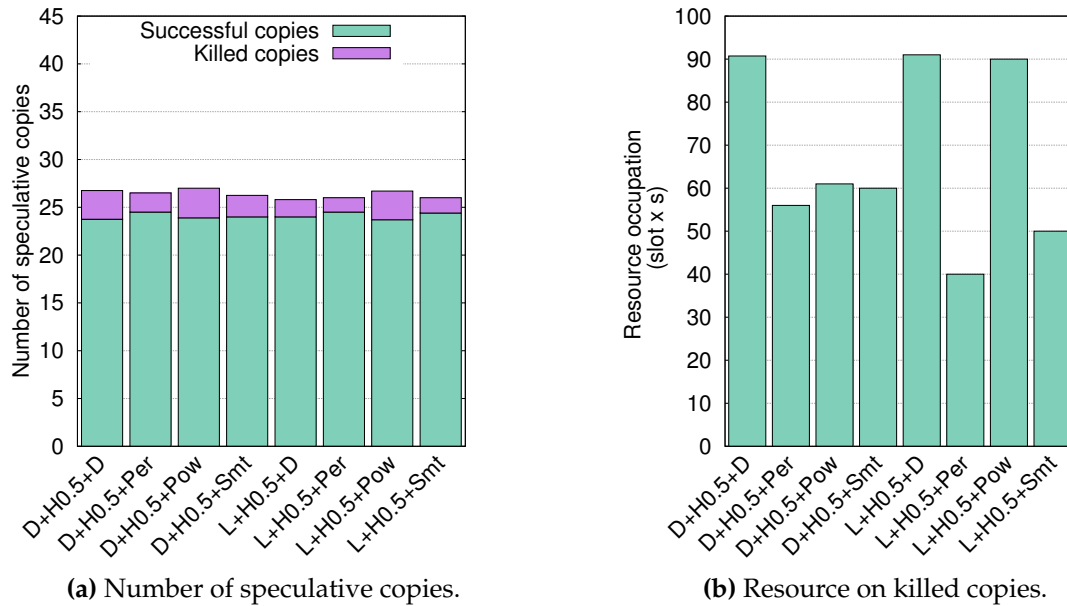 45
40
35
30
25
20
15
10
5
0
Number of speculative copies
Successful copies
Killed copies
D+H0.5+D
D+H0.5+Per
D+H0.5+Pow
D+H0.5+Smt
L+H0.5+D
L+H0.5+Per
L+H0.5+Pow
L+H0.5+Smt
(a) Number of speculative copies.
100
90
80
70
60
50
40
30
20
10
0
Resource occupation
(slot x s)
D+H0.5+D
D+H0.5+Per
D+H0.5+Pow
D+H0.5+Smt
L+H0.5+D
L+H0.5+Per
L+H0.5+Pow
L+H0.5+Smt
(b) Resource on killed copies.